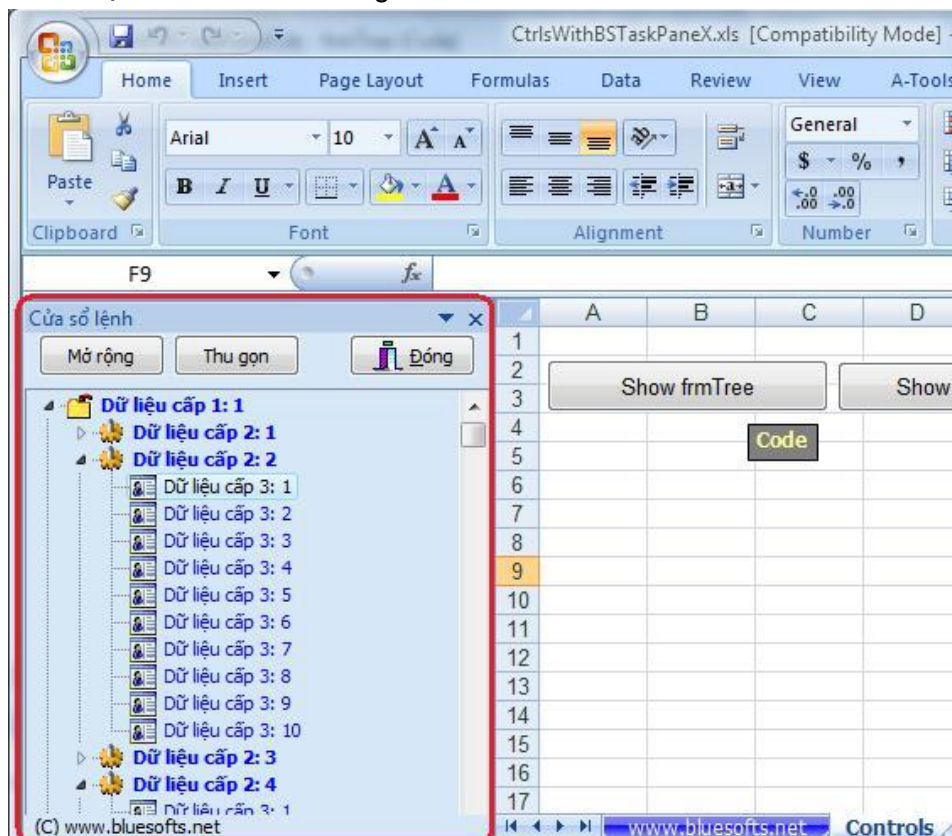 CtrlsWithBSTaskPaneX.xls [Compatibility Mode] -
Home Insert Page Layout Formulas Data Review View A-Tools
Arial 10 A A General
Paste B I U A $ % ,
Clipboard Font Alignment Number
F9 fx
Cửa sổ lệnh A B C D
Mở rộng Thu gọn Đóng
1
2
3
Show frmTree Show
Dữ liệu cấp 1: 1
Dữ liệu cấp 2: 1 4
Code
Dữ liệu cấp 2: 2 5
Dữ liệu cấp 3: 1 6
Dữ liệu cấp 3: 2 7
Dữ liệu cấp 3: 3 8
Dữ liệu cấp 3: 4 9
Dữ liệu cấp 3: 5 10
Dữ liệu cấp 3: 6 11
Dữ liệu cấp 3: 7 12
Dữ liệu cấp 3: 8 13
Dữ liệu cấp 3: 9 14
Dữ liệu cấp 3: 10 15
Dữ liệu cấp 2: 3 16
Dữ liệu cấp 2: 4 17
Dữ liệu cấp 3: 1
(C) www.bluesofts.net www.bluesofts.net Controls